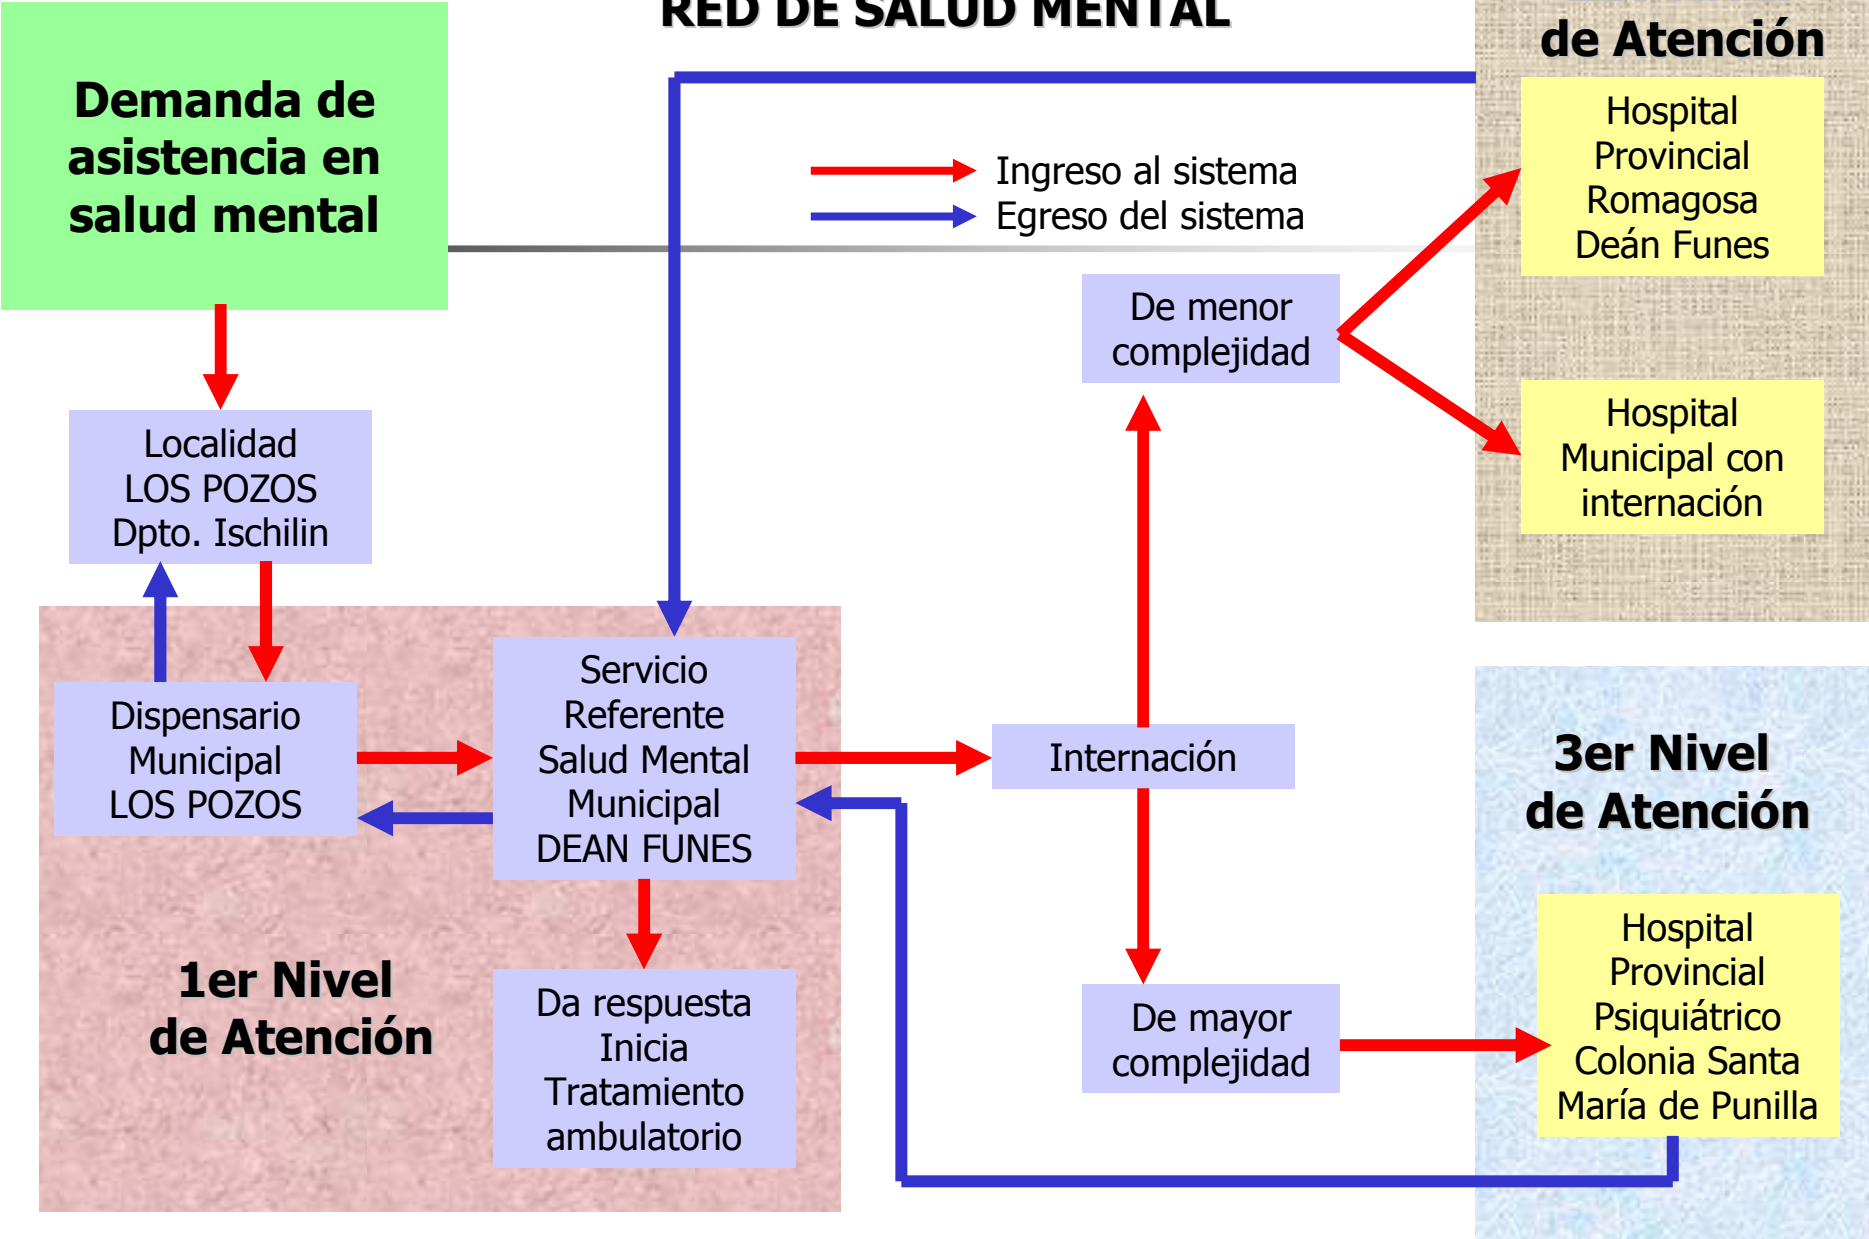 RED DE SALUD MENTAL
de Atención
Demanda de
asistencia en
salud mental
Ingreso al sistema
Egreso del sistema
Hospital
Provincial
Romagosa
Deán Funes
De menor
complejidad
Hospital
Municipal con
internación
Localidad
LOS POZOS
Dpto. Ischilin
Dispensario
Municipal
LOS POZOS
Servicio
Referente
Salud Mental
Municipal
DEAN FUNES
Internación
3er Nivel
de Atención
1er Nivel
de Atención
Da respuesta
Inicia
Tratamiento
ambulatorio
De mayor
complejidad
Hospital
Provincial
Psiquiátrico
Colonia Santa
María de Punilla